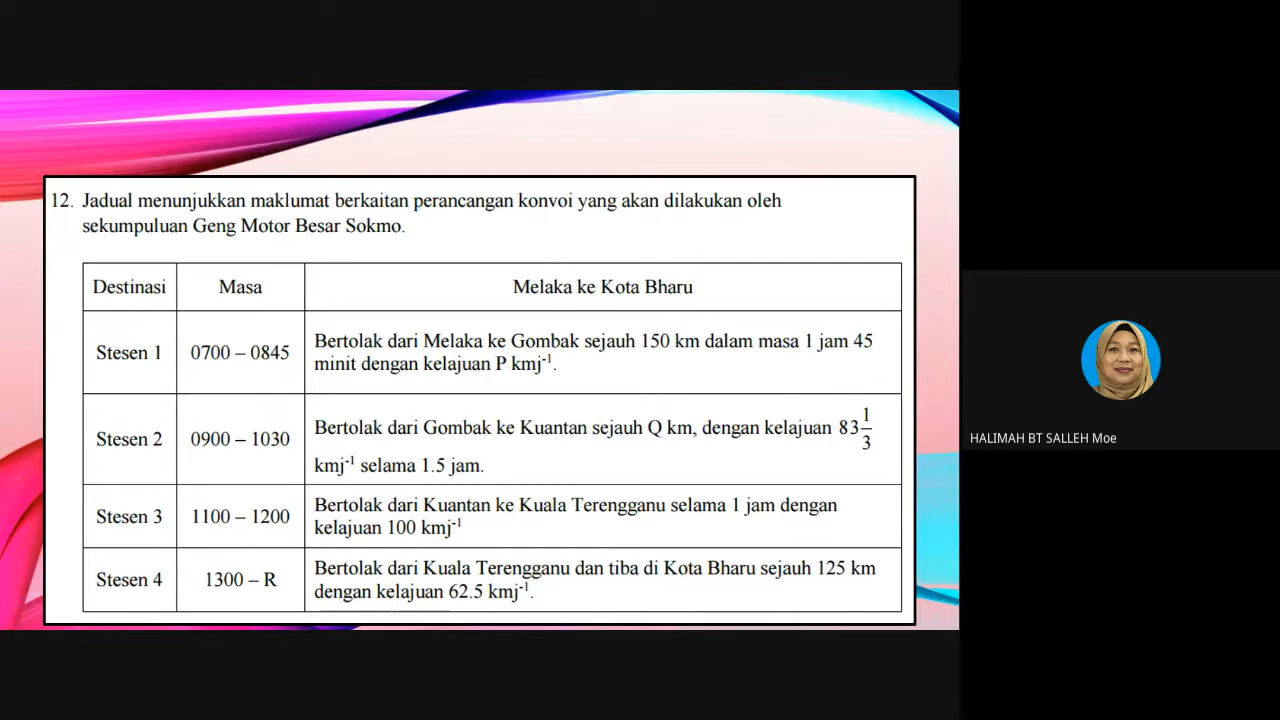 12. Jadual menunjukkan maklumat berkaitan perancangan konvoi yang akan dilakukan oleh
sekumpuluan Geng Motor Besar Sokmo.
Destinasi Masa Melaka ke Kota Bharu
Stesen 1 0700 – 0845 Bertolak dari Melaka ke Gombak sejauh 150 km dalam masa 1 jam 45
minit dengan kelajuan P kmj⁻¹.
Stesen 2 0900 – 1030 Bertolak dari Gombak ke Kuantan sejauh Q km, dengan kelajuan 83 1/3
kmj⁻¹ selama 1.5 jam.
Stesen 3 1100 – 1200 Bertolak dari Kuantan ke Kuala Terengganu selama 1 jam dengan
kelajuan 100 kmj⁻¹
Stesen 4 1300 – R Bertolak dari Kuala Terengganu dan tiba di Kota Bharu sejauh 125 km
dengan kelajuan 62.5 kmj⁻¹.
HALIMAH BT SALLEH Moe